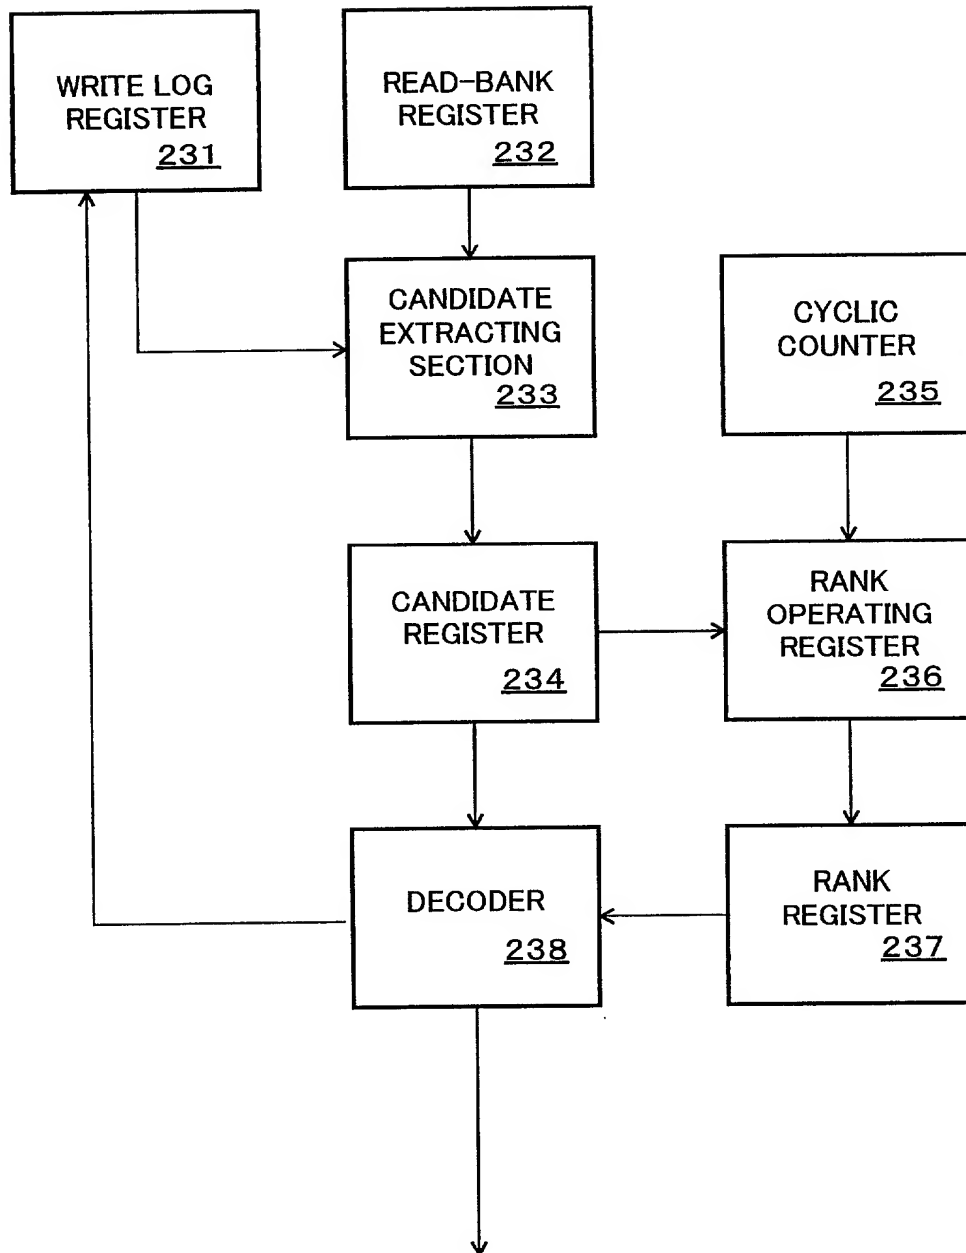 WRITE LOG
REGISTER
231
READ-BANK
REGISTER
232
CANDIDATE
EXTRACTING
SECTION
233
CYCLIC
COUNTER
235
CANDIDATE
REGISTER
234
RANK
OPERATING
REGISTER
236
DECODER
238
RANK
REGISTER
237